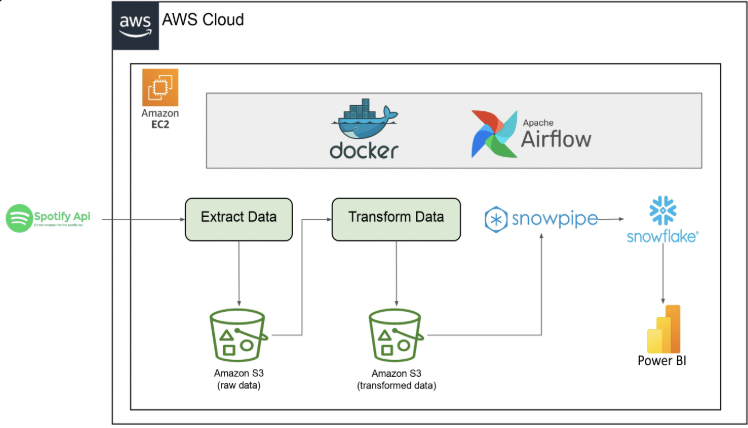 aws
AWS Cloud
Amazon
EC2
docker
Apache
Airflow
Spotify Api
Extract Data
Transform Data
snowpipe
snowflake®
Amazon S3
(raw data)
Amazon S3
(transformed data)
Power BI